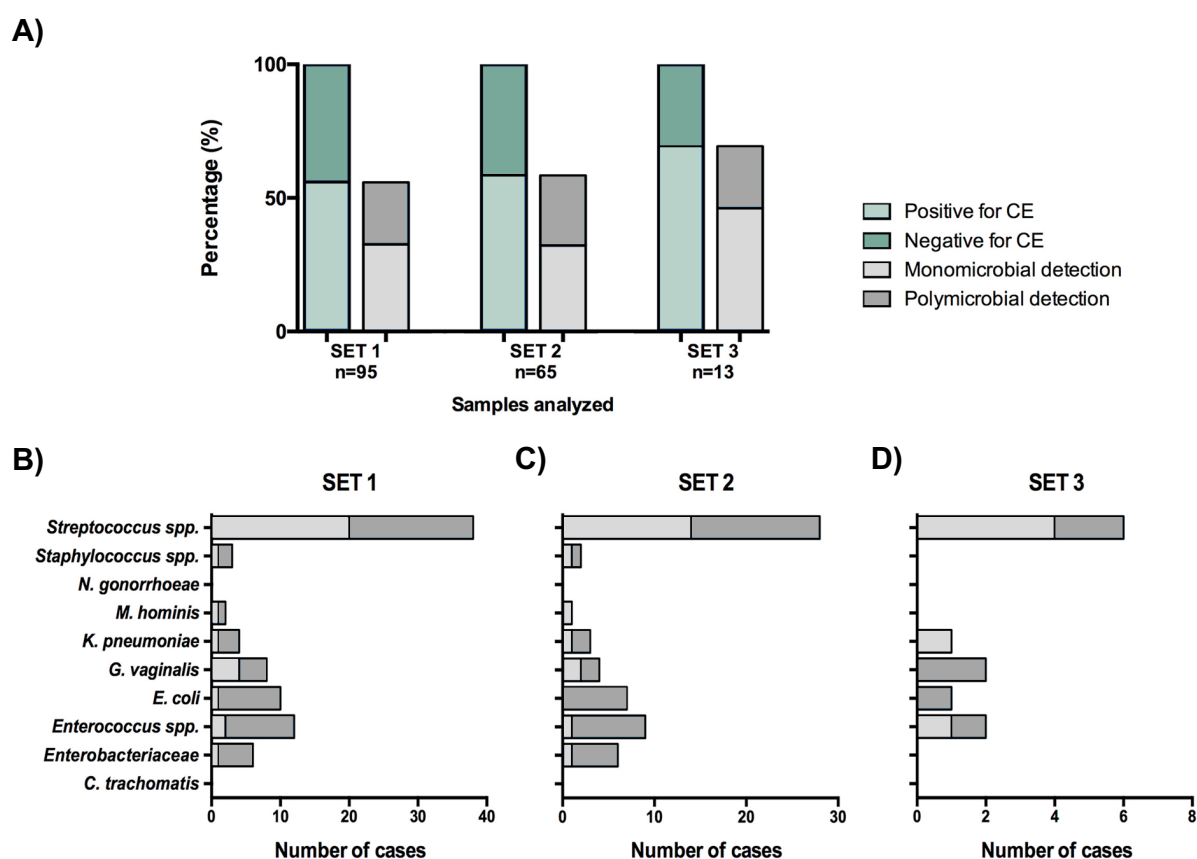 A)
Percentage (%)
100
50
0
SET 1
n=95
SET 2
n=65
SET 3
n=13
Samples analyzed
Positive for CE
Negative for CE
Monomicrobial detection
Polymicrobial detection
B)
SET 1
Streptococcus spp.
Staphylococcus spp.
N. gonorrhoeae
M. hominis
K. pneumoniae
G. vaginalis
E. coli
Enterococcus spp.
Enterobacteriaceae
C. trachomatis
0 10 20 30 40
Number of cases
C)
SET 2
0 10 20 30
Number of cases
D)
SET 3
0 2 4 6 8
Number of cases